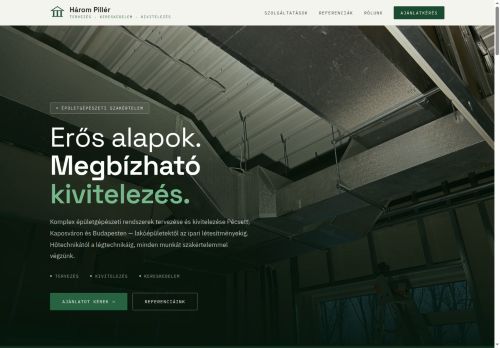 Három Pillér
TERVEZÉS · KERESKEDELEM · KIVITELEZÉS
SZOLGÁLTATÁSOK
REFERENCIÁK
RÓLUNK
AJÁNLATKÉRÉS
ÉPÜLETGÉPÉSZETI SZAKÉRTELEM
Erős alapok.
Megbízható
kivitelezés.
Komplex épületgépészeti rendszerek tervezése és kivitelezése Pécsett,
Kaposváron és Budapesten — lakóépületektől az ipari létesítményekig.
Hőtechnikától a légtechnikáig, minden munkát szakértelemmel
végzünk.
TERVEZÉS
KIVITELEZÉS
KERESKEDELEM
AJÁNLATOT KÉREK →
REFERENCIÁINK